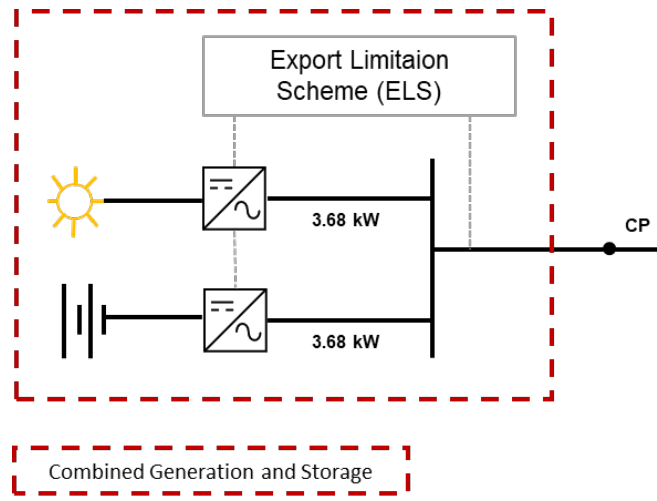 Export Limitaion
Scheme (ELS)
3.68 kW
CP
3.68 kW
Combined Generation and Storage